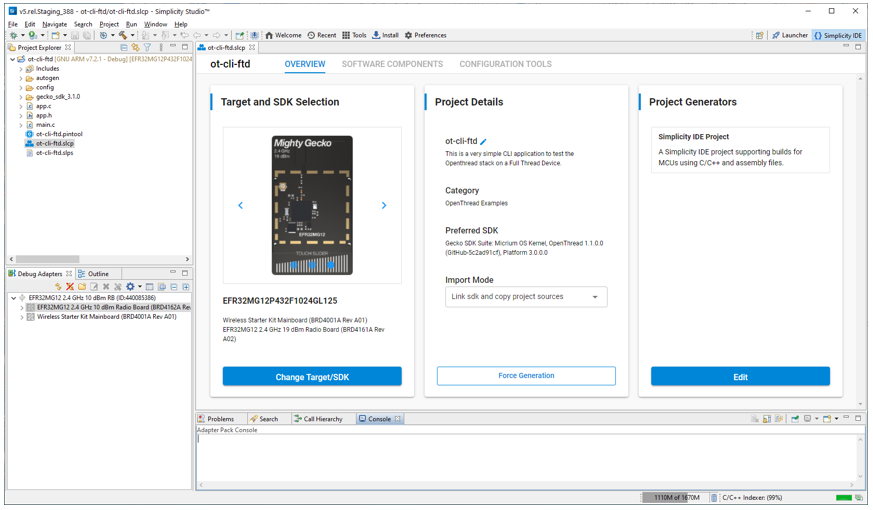 v5.rel.Staging_388 - ot-cli-ftd/ot-cli-ftd.slcp - Simplicity Studio™
File Edit Navigate Search Project Run Window Help
Welcome Recent Tools Install Preferences
Launcher Simplicity IDE
Project Explorer
ot-cli-ftd [GNU ARM v7.2.1 - Debug] [EFR32MG12P432F1024
Includes
autogen
config
gecko_sdk_3.1.0
app.c
app.h
main.c
ot-cli-ftd.pintool
ot-cli-ftd.slcp
ot-cli-ftd.slps
Debug Adapters Outline
EFR32MG12 2.4 GHz 10 dBm RB (ID:440085386)
EFR32MG12 2.4 GHz 10 dBm Radio Board (BRD4162A Rev
Wireless Starter Kit Mainboard (BRD4001A Rev A01)
ot-cli-ftd.slcp
ot-cli-ftd OVERVIEW SOFTWARE COMPONENTS CONFIGURATION TOOLS
Target and SDK Selection
Mighty Gecko
2.4 GHz
19 dBm
EFR32MG12
TOUCH SLIDER
EFR32MG12P432F1024GL125
Wireless Starter Kit Mainboard (BRD4001A Rev A01)
EFR32MG12 2.4 GHz 19 dBm Radio Board (BRD4161A Rev
A02)
Change Target/SDK
Project Details
ot-cli-ftd
This is a very simple CLI application to test the
Openthread stack on a Full Thread Device.
Category
OpenThread Examples
Preferred SDK
Gecko SDK Suite: Micrium OS Kernel, OpenThread 1.1.0.0
(GitHub-5c2ad91cf), Platform 3.0.0.0
Import Mode
Link sdk and copy project sources
Force Generation
Project Generators
Simplicity IDE Project
A Simplicity IDE project supporting builds for
MCUs using C/C++ and assembly files.
Edit
Problems Search Call Hierarchy Console
Adapter Pack Console
1110M of 1670M C/C++ Indexer: (99%)